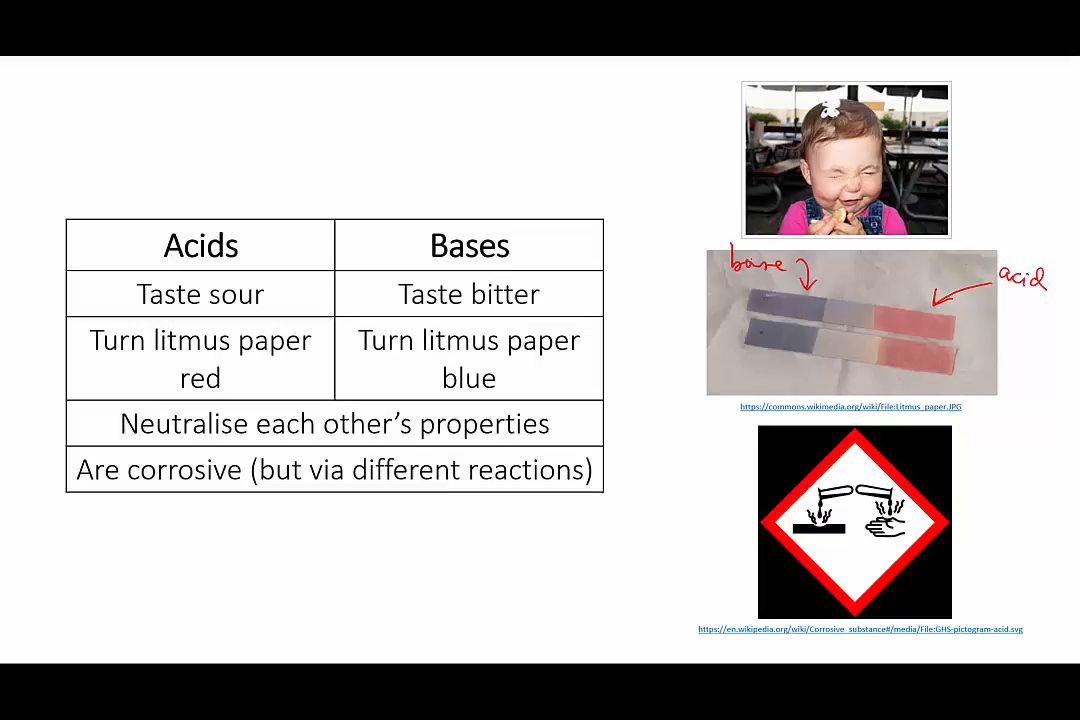 Acids
Bases
Taste sour
Taste bitter
Turn litmus paper
red
Turn litmus paper
blue
Neutralise each other’s properties
Are corrosive (but via different reactions)
base
acid
https://commons.wikimedia.org/wiki/File:Litmus_paper.JPG
https://en.wikipedia.org/wiki/Corrosive_substance#/media/File:GHS-pictogram-acid.svg